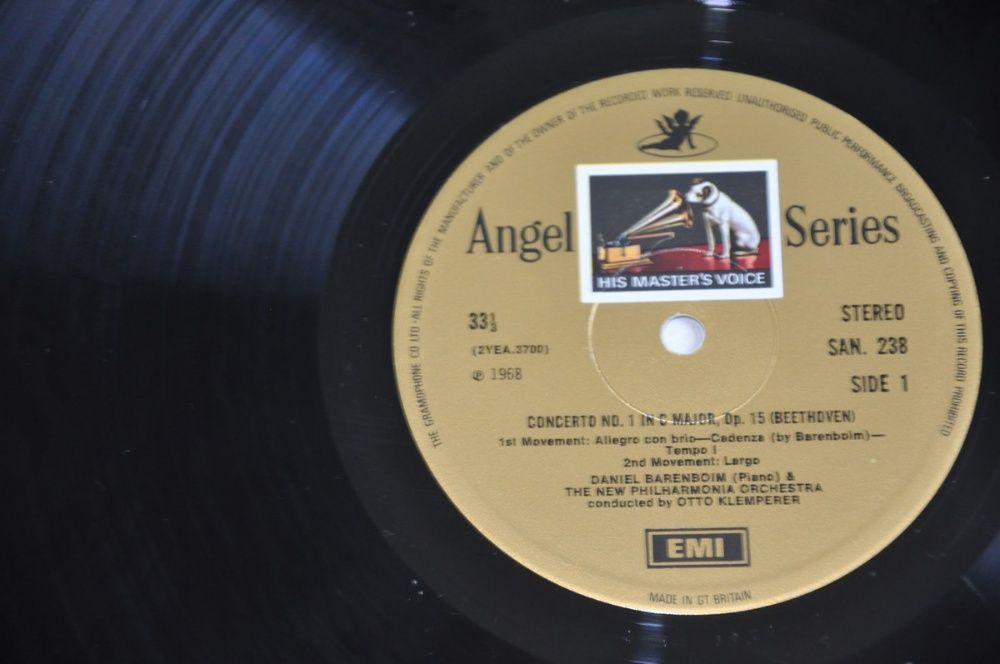 THE GRAMOPHONE CO LTD · ALL RIGHTS OF THE MANUFACTURER AND OF THE OWNER OF THE RECORDED WORK RESERVED UNAUTHORISED PUBLIC PERFORMANCE BROADCASTING AND COPYING OF THIS RECORD PROHIBITED
Angel Series
HIS MASTER'S VOICE
33⅓ STEREO
(2YEA.3700) SAN. 238
℗ 1968 SIDE 1
CONCERTO NO. 1 IN C MAJOR, Op. 15 (BEETHOVEN)
1st Movement: Allegro con brio—Cadenza (by Barenboim)—
Tempo I
2nd Movement: Largo
DANIEL BARENBOIM (Piano) &
THE NEW PHILHARMONIA ORCHESTRA
conducted by OTTO KLEMPERER
EMI
MADE IN GT BRITAIN